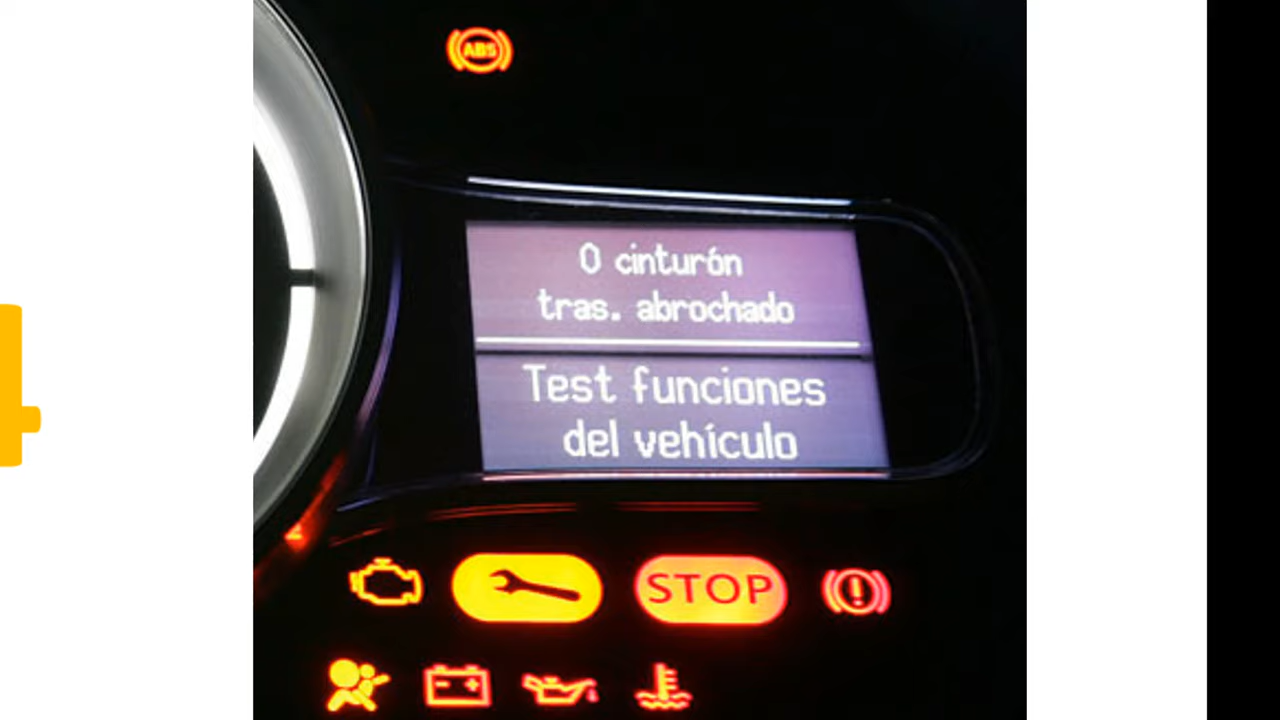 ABS
0 cinturón
tras. abrochado
Test funciones
del vehículo
STOP